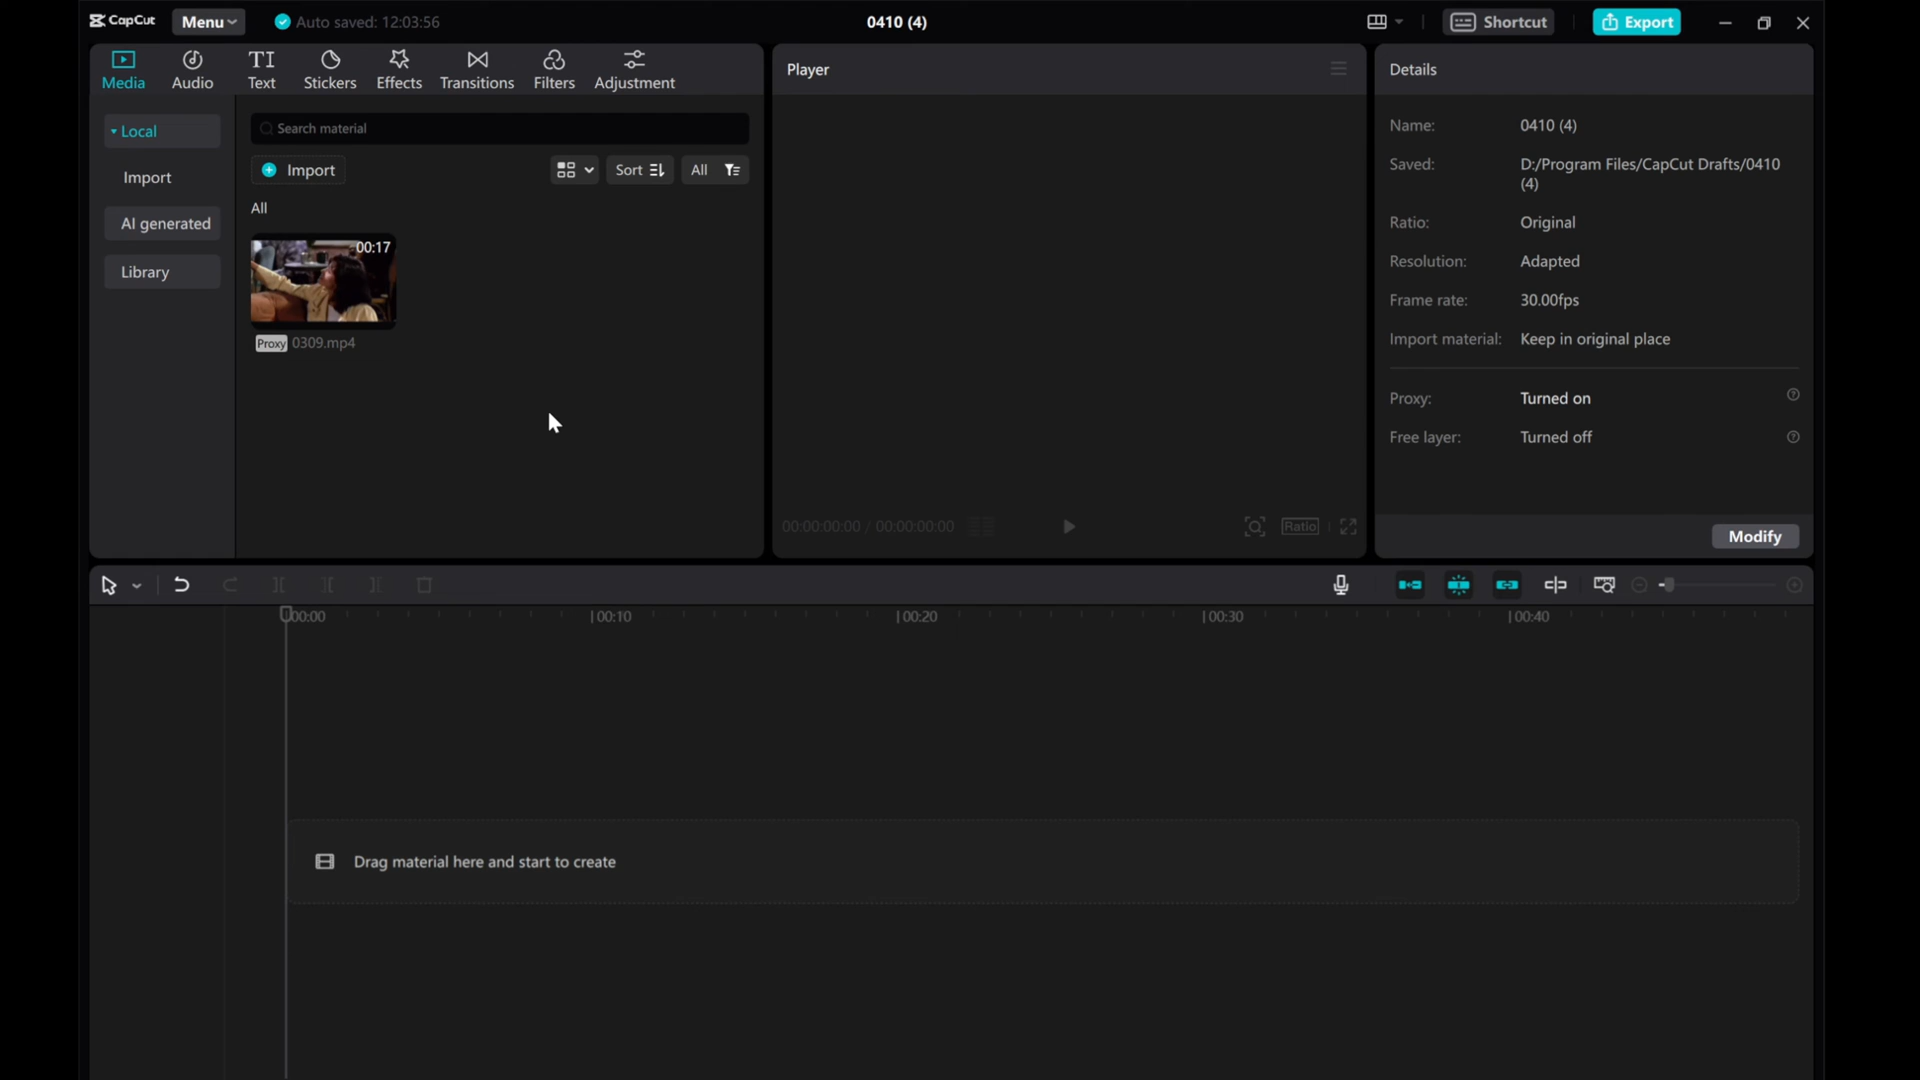 CapCut
Menu
Auto saved: 12:03:56
0410 (4)
Shortcut
Export
Media
Audio
Text
Stickers
Effects
Transitions
Filters
Adjustment
Local
Import
AI generated
Library
Search material
Import
Sort
All
All
00:17
Proxy 0309.mp4
Player
00:00:00:00 / 00:00:00:00
Ratio
Details
Name: 0410 (4)
Saved: D:/Program Files/CapCut Drafts/0410
(4)
Ratio: Original
Resolution: Adapted
Frame rate: 30.00fps
Import material: Keep in original place
Proxy: Turned on
Free layer: Turned off
Modify
00:00
00:10
00:20
00:30
00:40
Drag material here and start to create